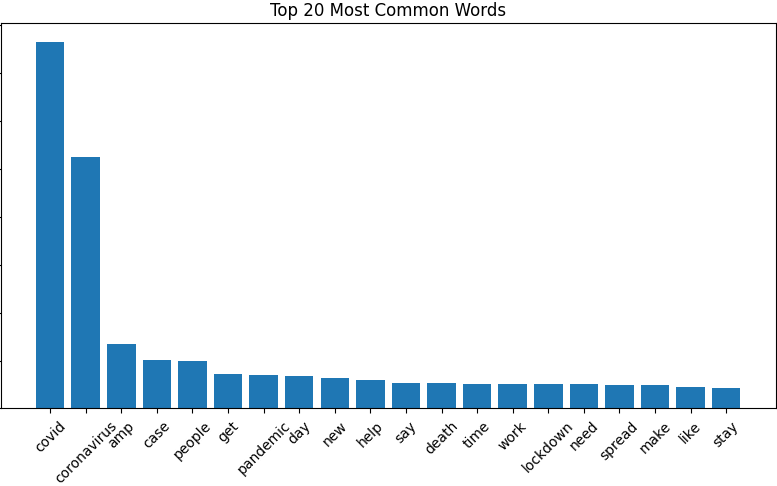 Top 20 Most Common Words
covid
coronavirus
amp
case
people
get
pandemic
day
new
help
say
death
time
work
lockdown
need
spread
make
like
stay